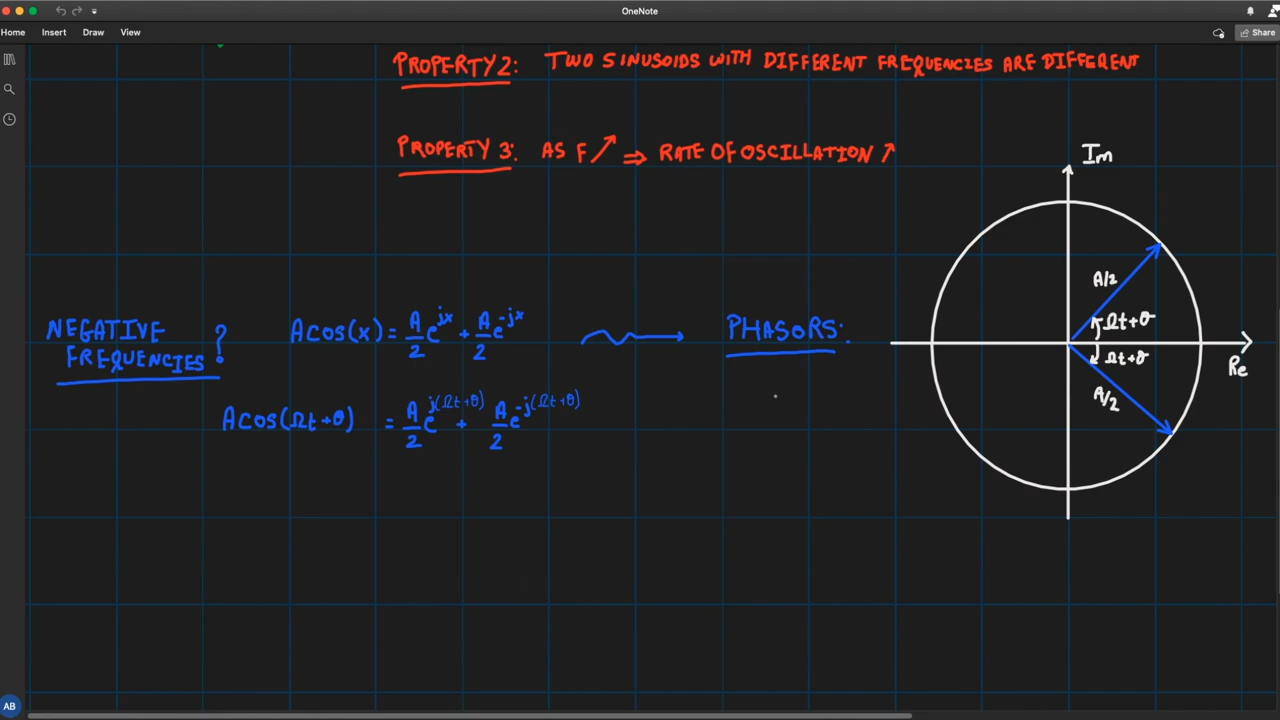 OneNote
Home Insert Draw View
Share
PROPERTY 2: TWO SINUSOIDS WITH DIFFERENT FREQUENCIES ARE DIFFERENT
PROPERTY 3: AS F ↗ ⇒ RATE OF OSCILLATION ↗
Im
A/2
Ωt+θ
NEGATIVE
FREQUENCIES ?
Acos(x) = A/2 e^jx + A/2 e^-jx
PHASORS:
Ωt+θ
Re
A/2
Acos(Ωt+θ) = A/2 e^j(Ωt+θ) + A/2 e^-j(Ωt+θ)
AB